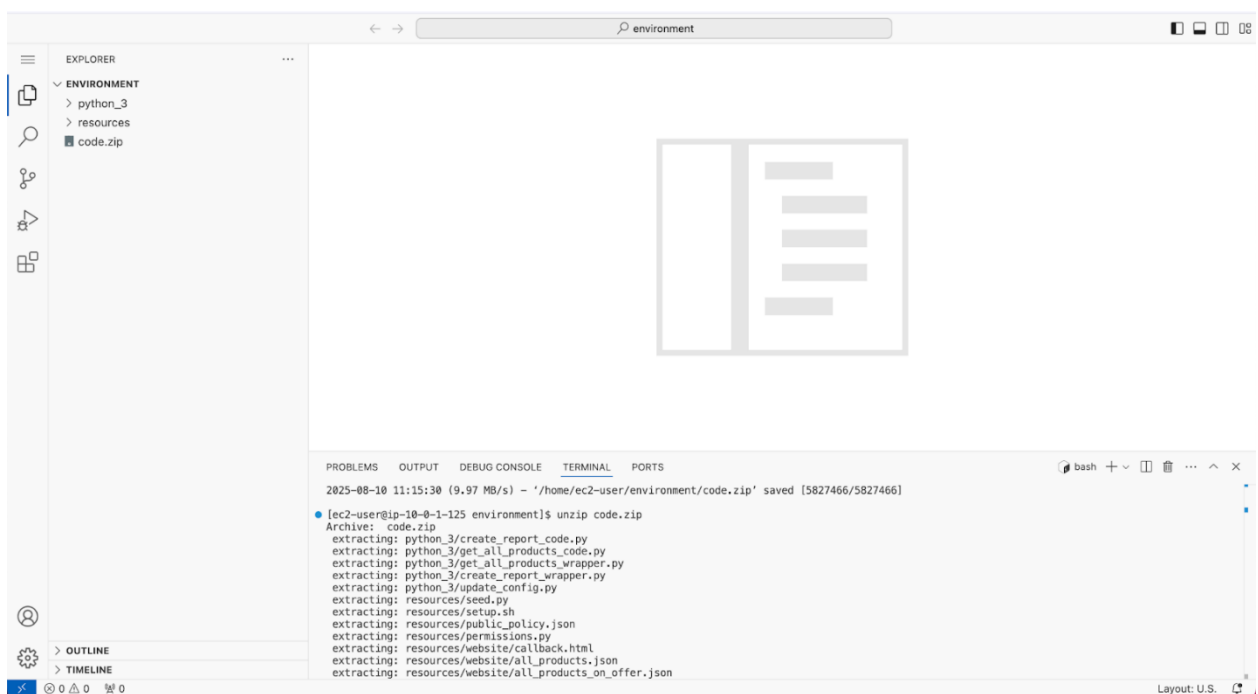 environment
EXPLORER
ENVIRONMENT
python_3
resources
code.zip
PROBLEMS OUTPUT DEBUG CONSOLE TERMINAL PORTS
bash
2025-08-10 11:15:30 (9.97 MB/s) – ‘/home/ec2-user/environment/code.zip’ saved [5827466/5827466]
[ec2-user@ip-10-0-1-125 environment]$ unzip code.zip
Archive: code.zip
extracting: python_3/create_report_code.py
extracting: python_3/get_all_products_code.py
extracting: python_3/get_all_products_wrapper.py
extracting: python_3/create_report_wrapper.py
extracting: python_3/update_config.py
extracting: resources/seed.py
extracting: resources/setup.sh
extracting: resources/public_policy.json
extracting: resources/permissions.py
extracting: resources/website/callback.html
extracting: resources/website/all_products.json
extracting: resources/website/all_products_on_offer.json
OUTLINE
TIMELINE
0 0 0
Layout: U.S.